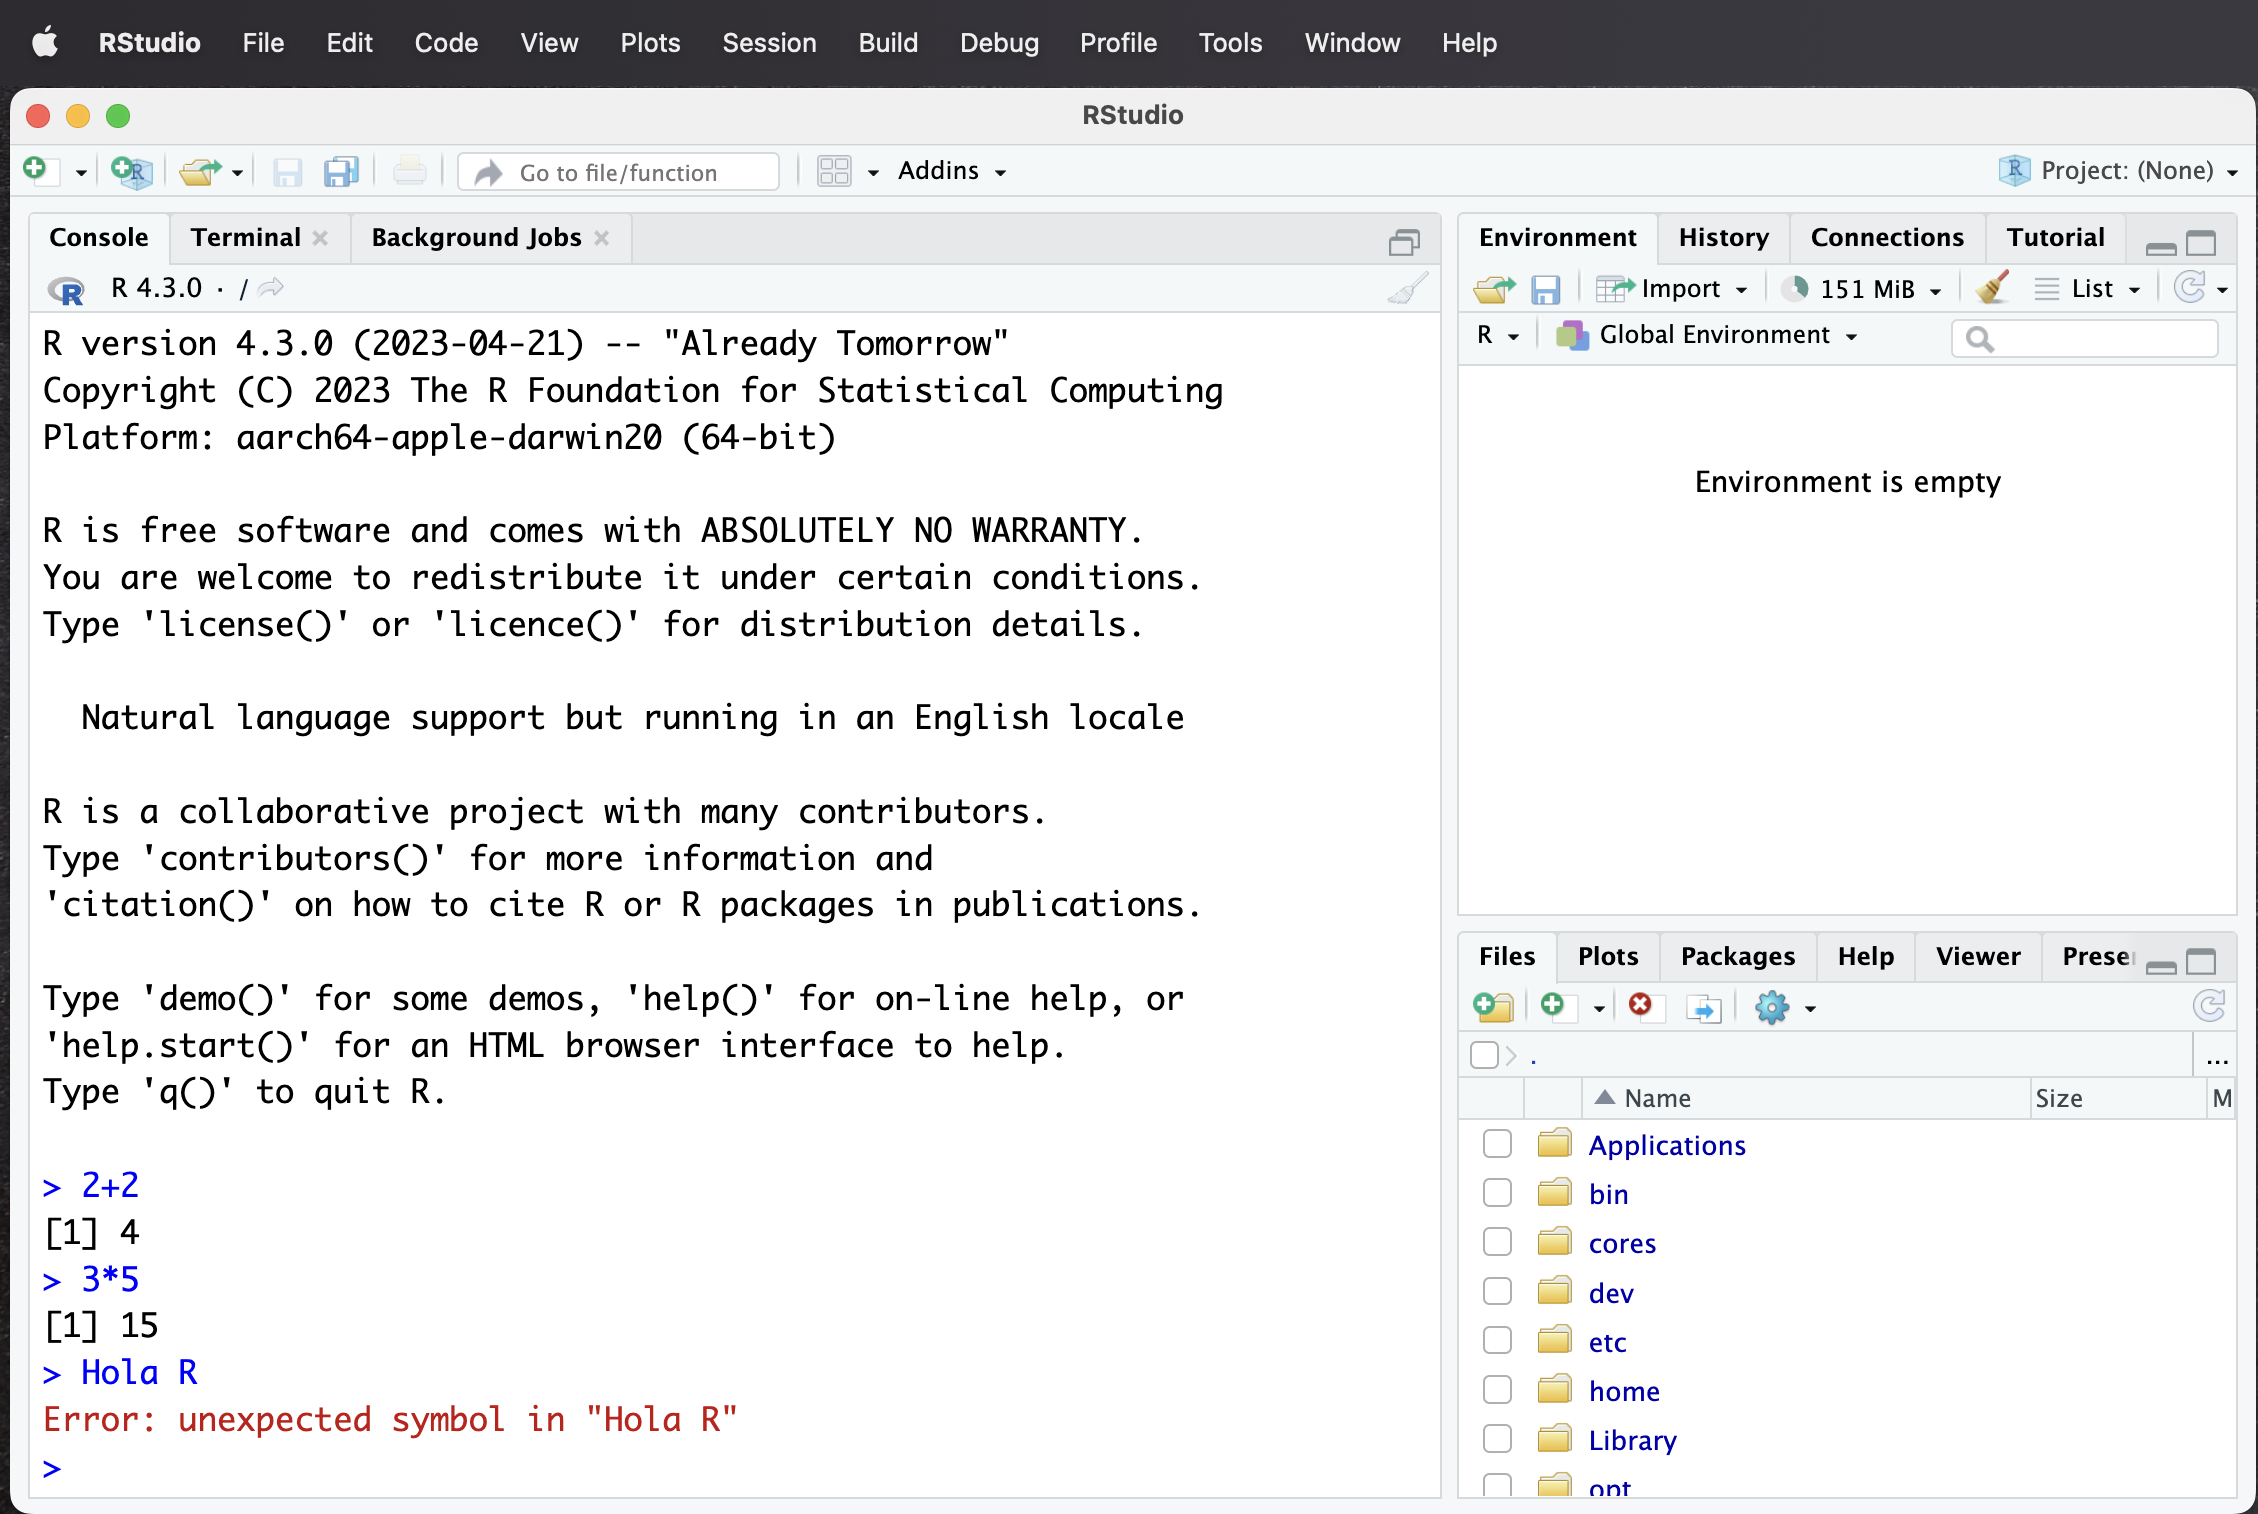 RStudio File Edit Code View Plots Session Build Debug Profile Tools Window Help
RStudio
Go to file/function Addins Project: (None)
Console Terminal Background Jobs
R 4.3.0 · /
R version 4.3.0 (2023-04-21) -- "Already Tomorrow"
Copyright (C) 2023 The R Foundation for Statistical Computing
Platform: aarch64-apple-darwin20 (64-bit)
R is free software and comes with ABSOLUTELY NO WARRANTY.
You are welcome to redistribute it under certain conditions.
Type 'license()' or 'licence()' for distribution details.
Natural language support but running in an English locale
R is a collaborative project with many contributors.
Type 'contributors()' for more information and
'citation()' on how to cite R or R packages in publications.
Type 'demo()' for some demos, 'help()' for on-line help, or
'help.start()' for an HTML browser interface to help.
Type 'q()' to quit R.
> 2+2
[1] 4
> 3*5
[1] 15
> Hola R
Error: unexpected symbol in "Hola R"
>
Environment History Connections Tutorial
Import 151 MiB List
R Global Environment
Environment is empty
Files Plots Packages Help Viewer Prese
. ...
Name Size M
Applications
bin
cores
dev
etc
home
Library
opt